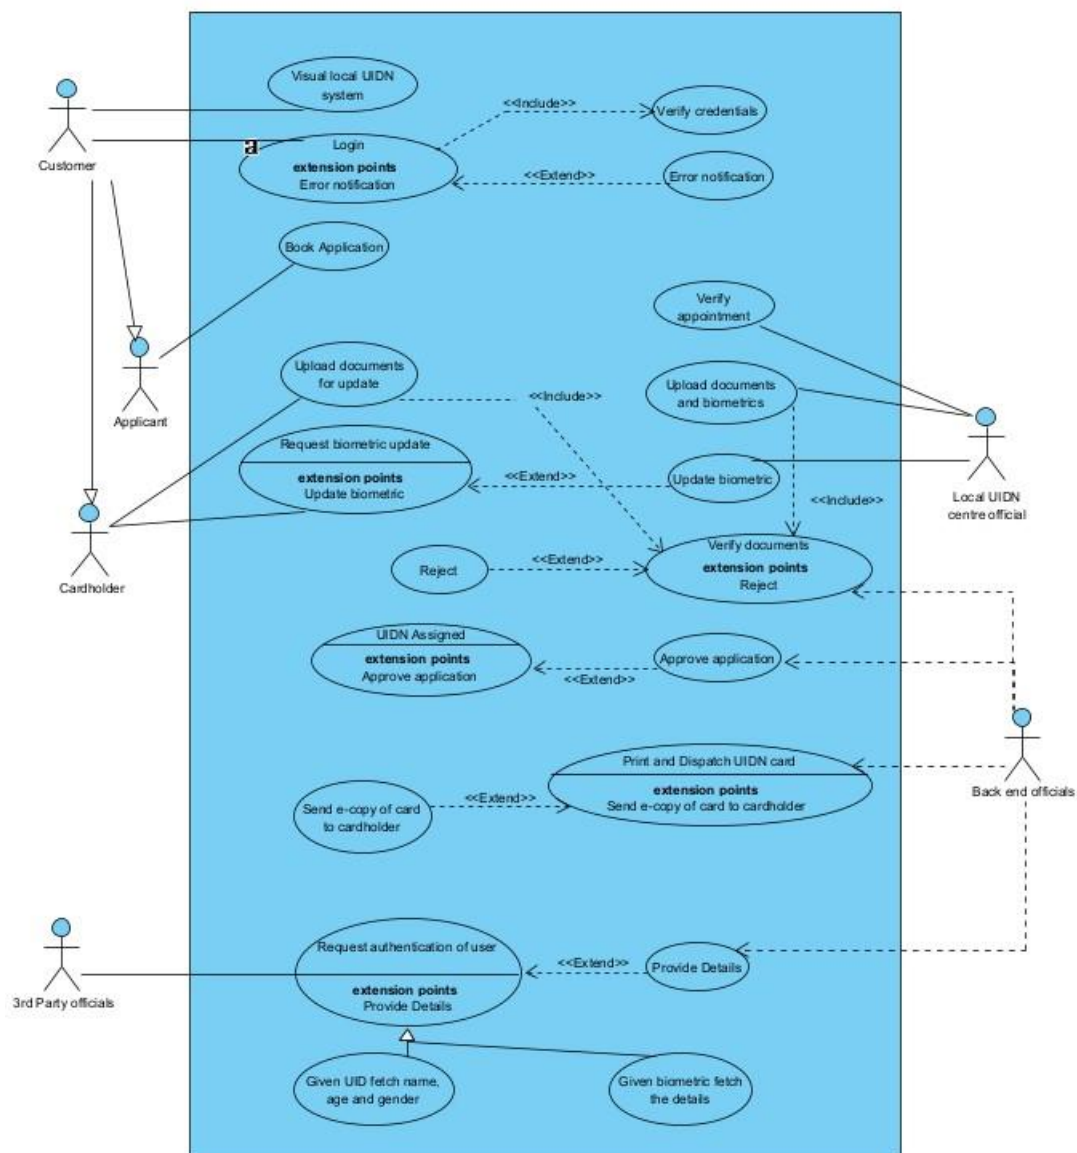 Visual local UIDN
system
<<Include>>
Verify credentials
Customer
Login
extension points
Error notification
<<Extend>>
Error notification
Book Application
Verify
appointment
Applicant
Upload documents
for update
<<Include>>
Upload documents
and biometrics
Request biometric update
extension points
Update biometric
<<Extend>>
Update biometric
<<Include>>
Local UIDN
centre official
Cardholder
Reject
<<Extend>>
Verify documents
extension points
Reject
UIDN Assigned
extension points
Approve application
<<Extend>>
Approve application
Print and Dispatch UIDN card
extension points
Send e-copy of card to cardholder
<<Extend>>
Send e-copy of card
to cardholder
Back end officials
3rd Party officials
Request authentication of user
extension points
Provide Details
<<Extend>>
Provide Details
Given UID fetch name,
age and gender
Given biometric fetch
the details